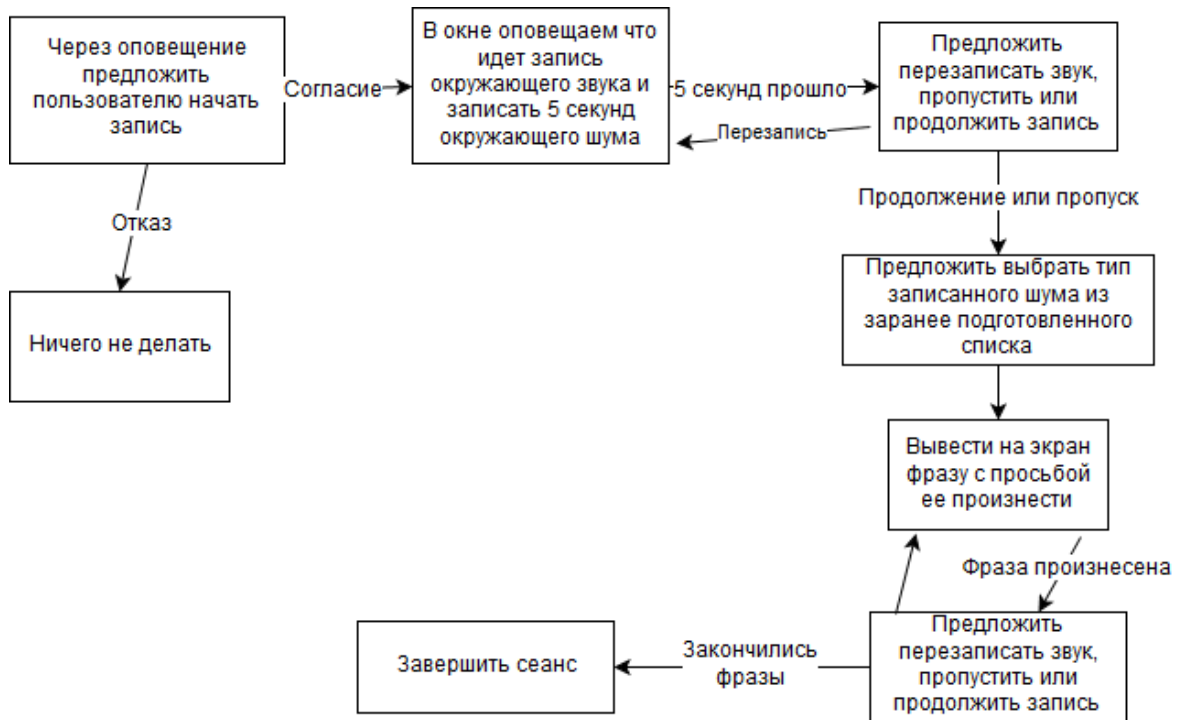 Через оповещение
предложить
пользователю начать
запись
Согласие
В окне оповещаем что
идет запись
окружающего звука и
записать 5 секунд
окружающего шума
5 секунд прошло
Перезапись
Предложить
перезаписать звук,
пропустить или
продолжить запись
Отказ
Ничего не делать
Продолжение или пропуск
Предложить выбрать тип
записанного шума из
заранее подготовленного
списка
Вывести на экран
фразу с просьбой
ее произнести
Фраза произнесена
Предложить
перезаписать звук,
пропустить или
продолжить запись
Закончились
фразы
Завершить сеанс